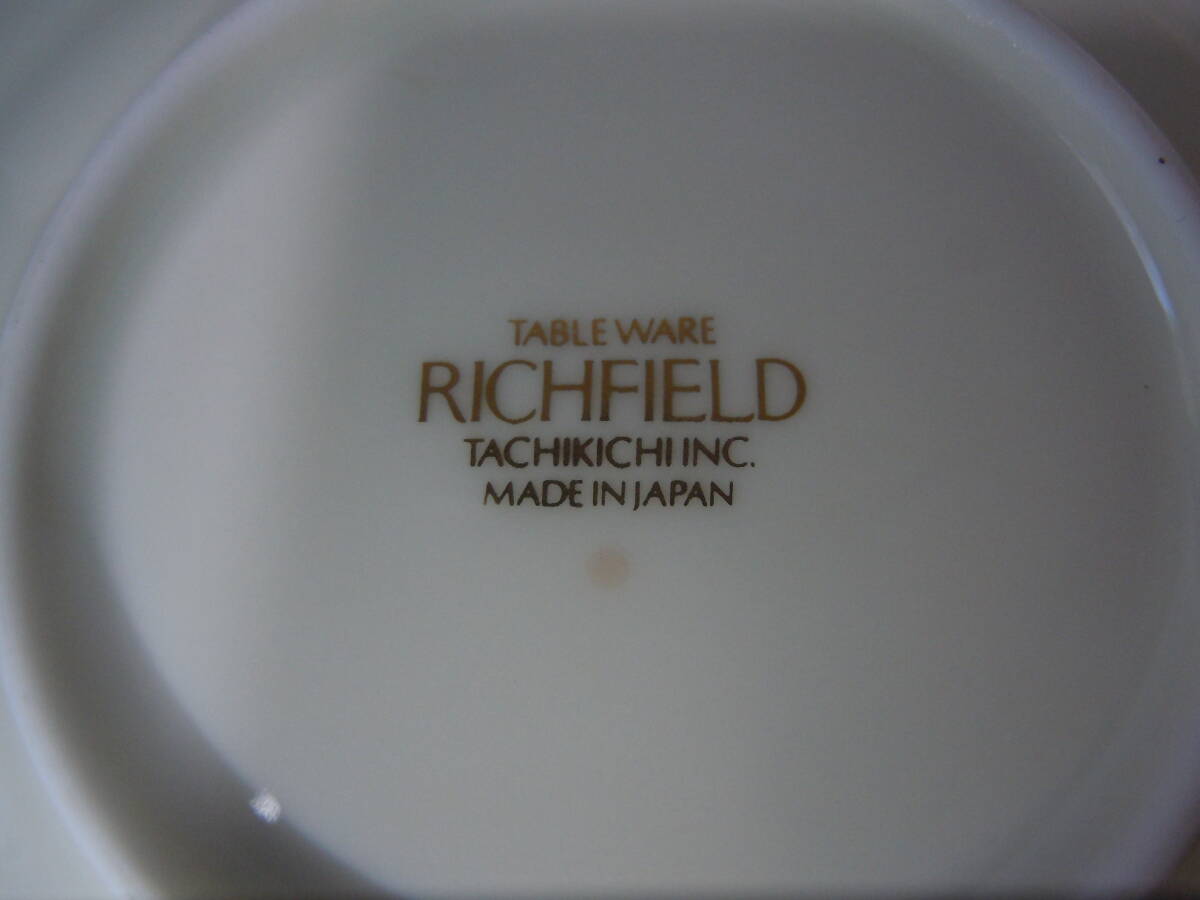 TABLE WARE
RICHFIELD
TACHIKICHI INC.
MADE IN JAPAN